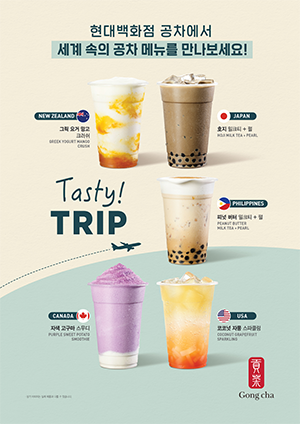 현대백화점 공차에서
세계 속의 공차 메뉴를 만나보세요!
NEW ZEALAND
그릭 요거 망고
크러쉬
GREEK YOGURT MANGO
CRUSH
JAPAN
호지 밀크티 + 펄
HOJI MILK TEA + PEARL
Tasty!
TRIP
PHILIPPINES
피넛 버터 밀크티 + 펄
PEANUT BUTTER
MILK TEA + PEARL
CANADA
자색 고구마 스무디
PURPLE SWEET POTATO
SMOOTHIE
USA
코코넛 자몽 스파클링
COCONUT GRAPEFRUIT
SPARKLING
貢茶
Gong cha